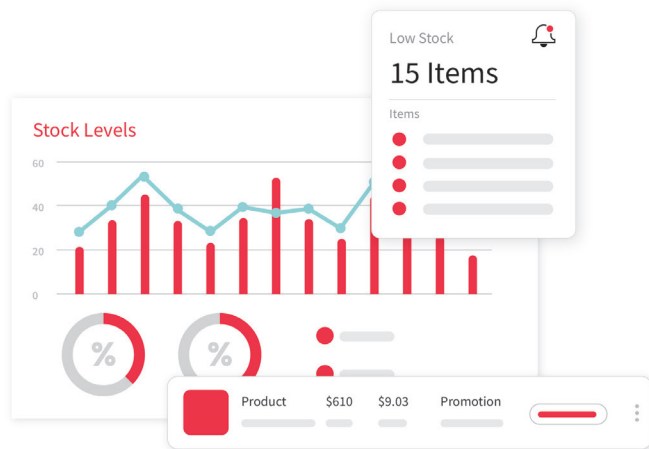 Low Stock
15 Items
Items
Stock Levels
60
40
20
0
% %
Product $610 $9.03 Promotion